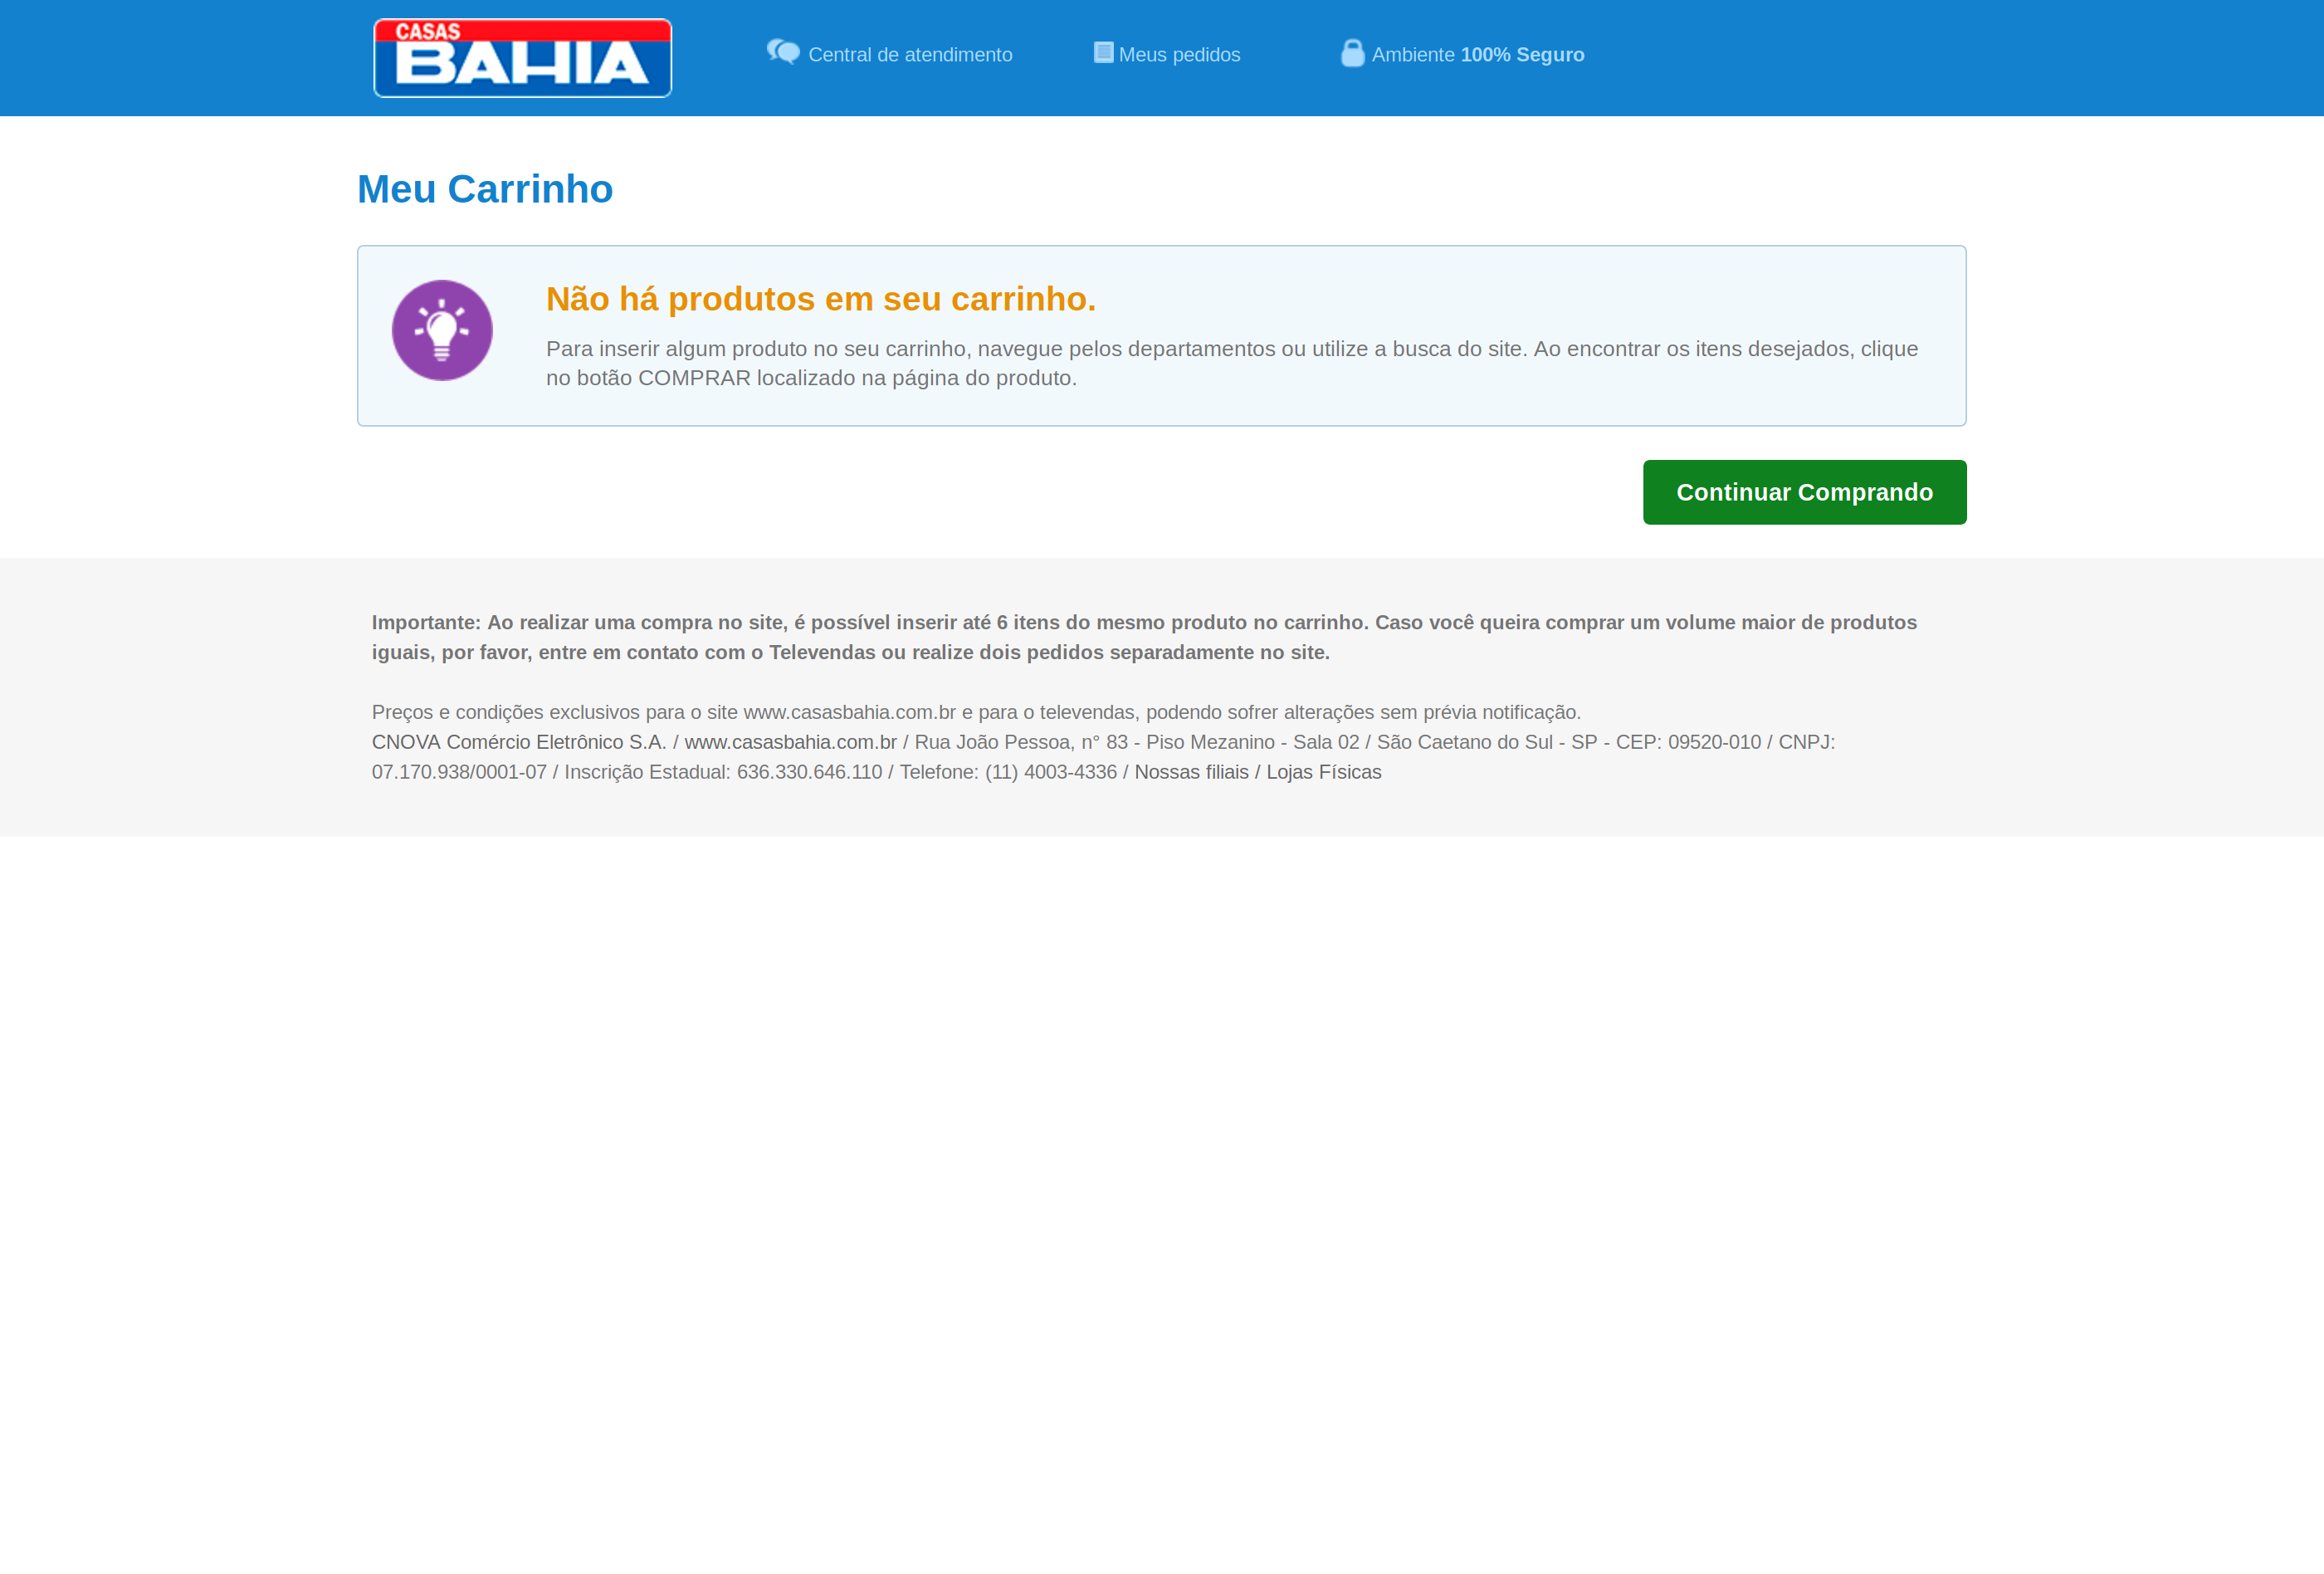 CASAS
BAHIA
Central de atendimento
Meus pedidos
Ambiente 100% Seguro
Meu Carrinho
Não há produtos em seu carrinho.
Para inserir algum produto no seu carrinho, navegue pelos departamentos ou utilize a busca do site. Ao encontrar os itens desejados, clique
no botão COMPRAR localizado na página do produto.
Continuar Comprando
Importante: Ao realizar uma compra no site, é possível inserir até 6 itens do mesmo produto no carrinho. Caso você queira comprar um volume maior de produtos
iguais, por favor, entre em contato com o Televendas ou realize dois pedidos separadamente no site.
Preços e condições exclusivos para o site www.casasbahia.com.br e para o televendas, podendo sofrer alterações sem prévia notificação.
CNOVA Comércio Eletrônico S.A. / www.casasbahia.com.br / Rua João Pessoa, n° 83 - Piso Mezanino - Sala 02 / São Caetano do Sul - SP - CEP: 09520-010 / CNPJ:
07.170.938/0001-07 / Inscrição Estadual: 636.330.646.110 / Telefone: (11) 4003-4336 / Nossas filiais / Lojas Físicas